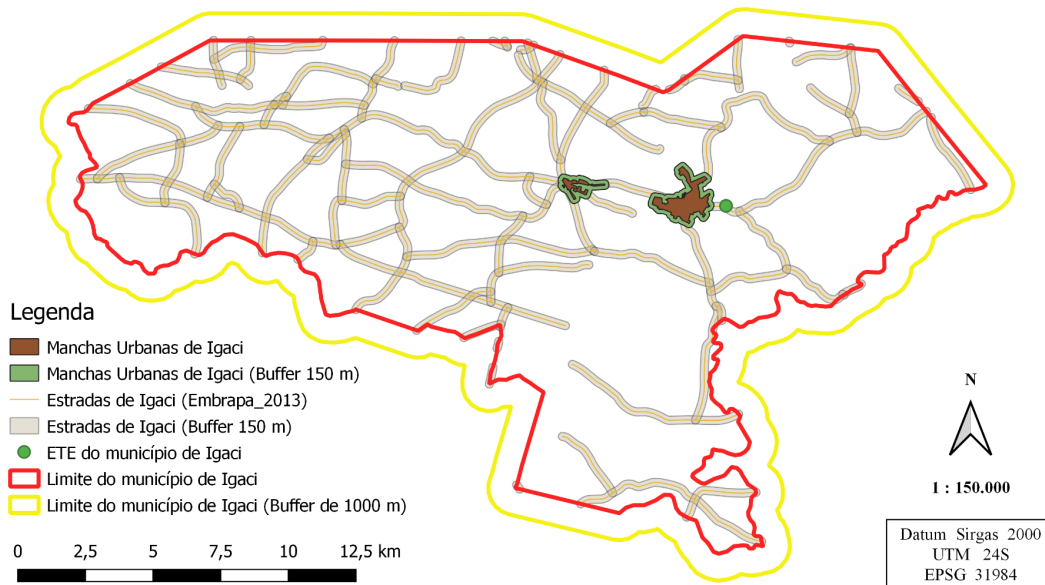 Legenda
Manchas Urbanas de Igaci
Manchas Urbanas de Igaci (Buffer 150 m)
Estradas de Igaci (Embrapa_2013)
Estradas de Igaci (Buffer 150 m)
ETE do município de Igaci
Limite do município de Igaci
Limite do município de Igaci (Buffer de 1000 m)
0 2,5 5 7,5 10 12,5 km
N
1 : 150.000
Datum Sirgas 2000
UTM 24S
EPSG 31984